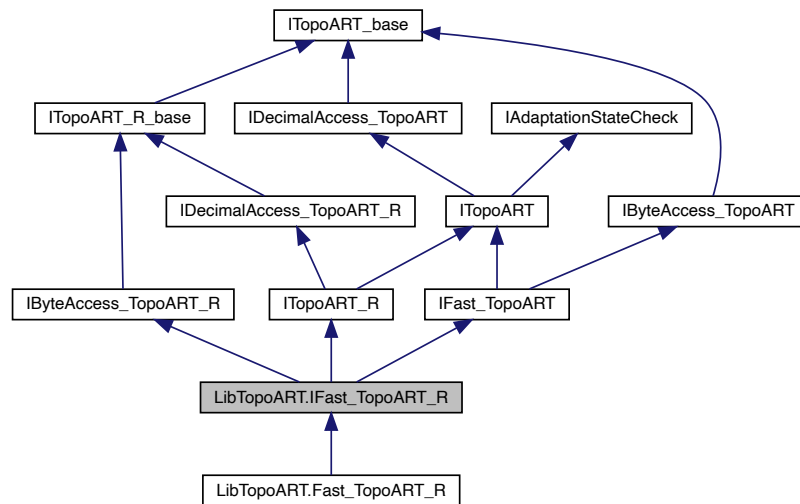 ITopoART_base
ITopoART_R_base
IDecimalAccess_TopoART
IAdaptationStateCheck
IDecimalAccess_TopoART_R
ITopoART
IByteAccess_TopoART
IByteAccess_TopoART_R
ITopoART_R
IFast_TopoART
LibTopoART.IFast_TopoART_R
LibTopoART.Fast_TopoART_R